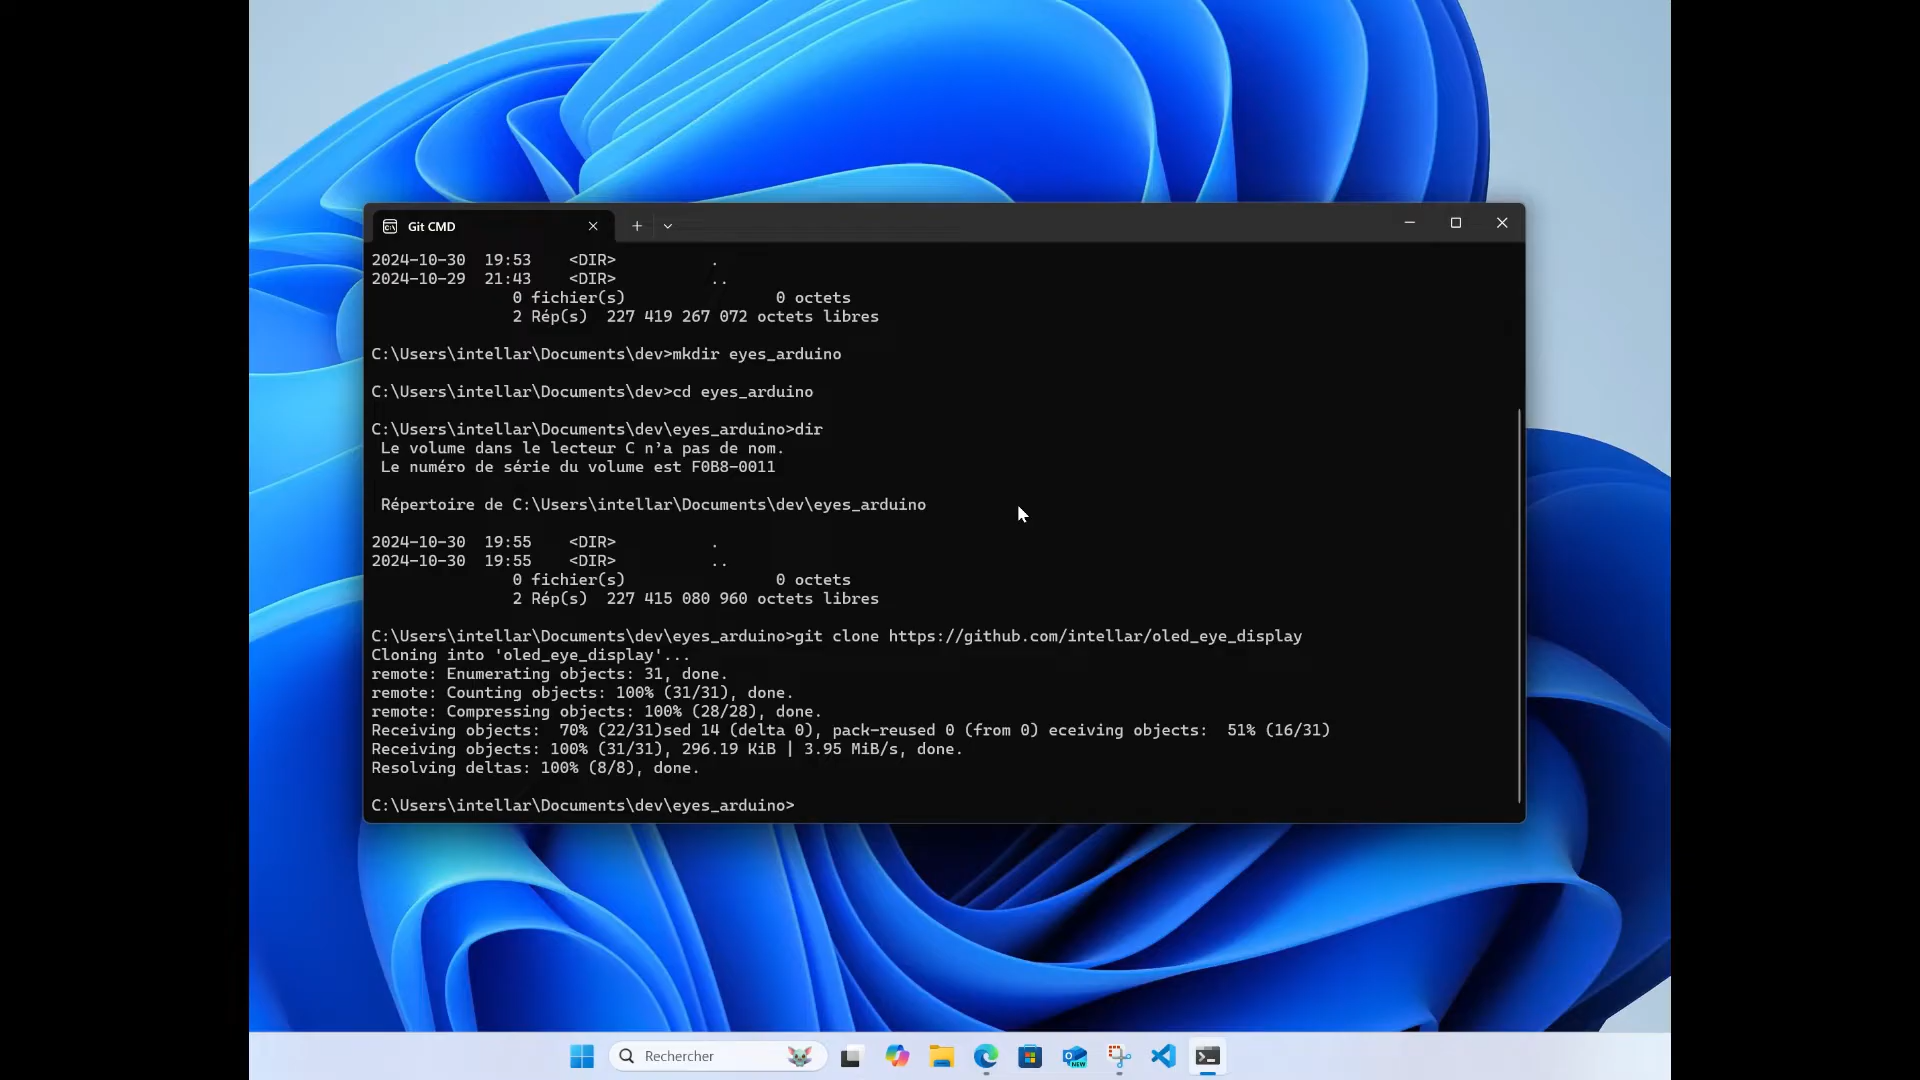 Git CMD
2024-10-30  19:53    <DIR>          .
2024-10-29  21:43    <DIR>          ..
               0 fichier(s)                0 octets
               2 Rép(s)  227 419 267 072 octets libres
C:\Users\intellar\Documents\dev>mkdir eyes_arduino
C:\Users\intellar\Documents\dev>cd eyes_arduino
C:\Users\intellar\Documents\dev\eyes_arduino>dir
 Le volume dans le lecteur C n’a pas de nom.
 Le numéro de série du volume est F0B8-0011
 Répertoire de C:\Users\intellar\Documents\dev\eyes_arduino
2024-10-30  19:55    <DIR>          .
2024-10-30  19:55    <DIR>          ..
               0 fichier(s)                0 octets
               2 Rép(s)  227 415 080 960 octets libres
C:\Users\intellar\Documents\dev\eyes_arduino>git clone https://github.com/intellar/oled_eye_display
Cloning into 'oled_eye_display'...
remote: Enumerating objects: 31, done.
remote: Counting objects: 100% (31/31), done.
remote: Compressing objects: 100% (28/28), done.
Receiving objects:  70% (22/31)sed 14 (delta 0), pack-reused 0 (from 0) eceiving objects:  51% (16/31)
Receiving objects: 100% (31/31), 296.19 KiB | 3.95 MiB/s, done.
Resolving deltas: 100% (8/8), done.
C:\Users\intellar\Documents\dev\eyes_arduino>
Rechercher
NEW